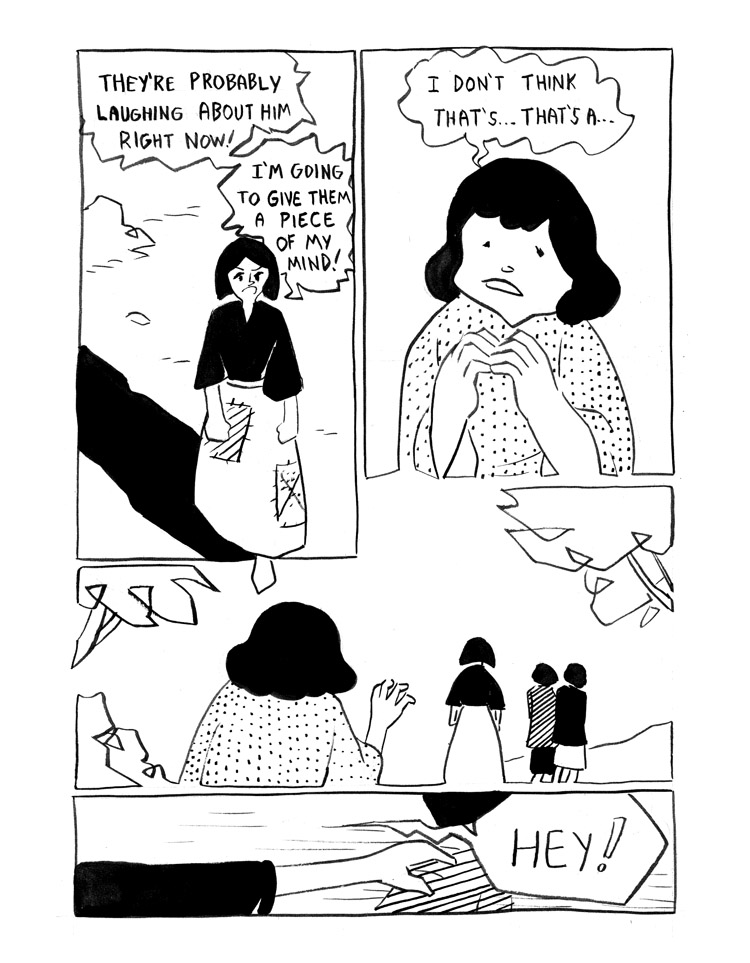 THEY'RE PROBABLY
LAUGHING ABOUT HIM
RIGHT NOW!
I'M GOING
TO GIVE THEM
A PIECE
OF MY
MIND!
I DON'T THINK
THAT'S... THAT'S A...
HEY!